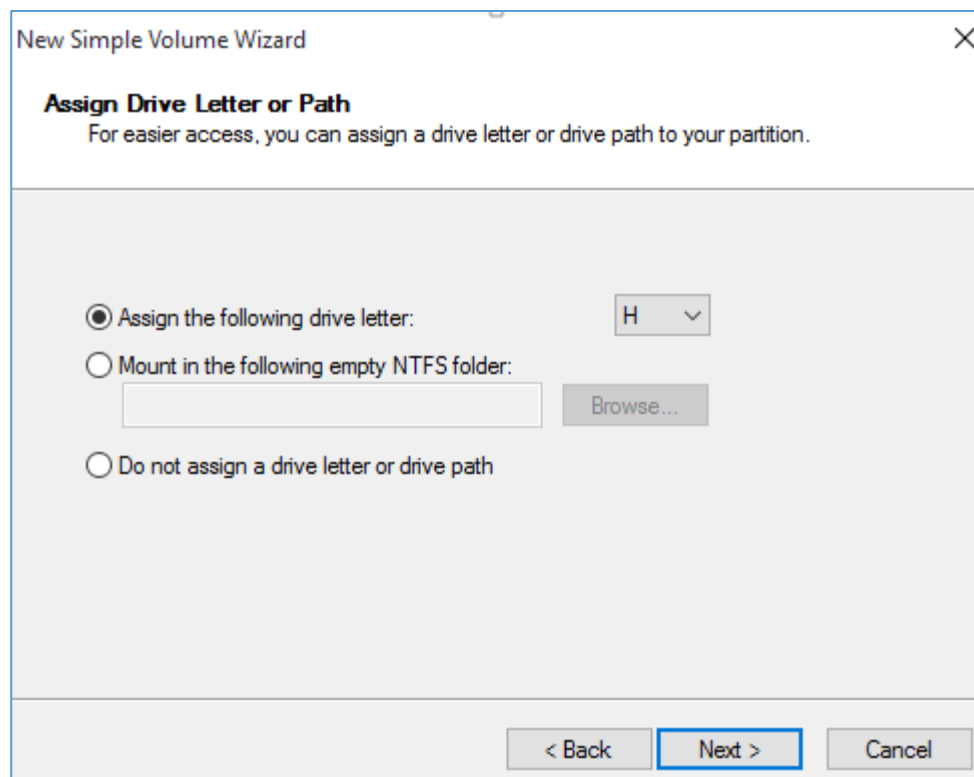 New Simple Volume Wizard
Assign Drive Letter or Path
For easier access, you can assign a drive letter or drive path to your partition.
Assign the following drive letter: H
Mount in the following empty NTFS folder:
Browse...
Do not assign a drive letter or drive path
< Back Next > Cancel